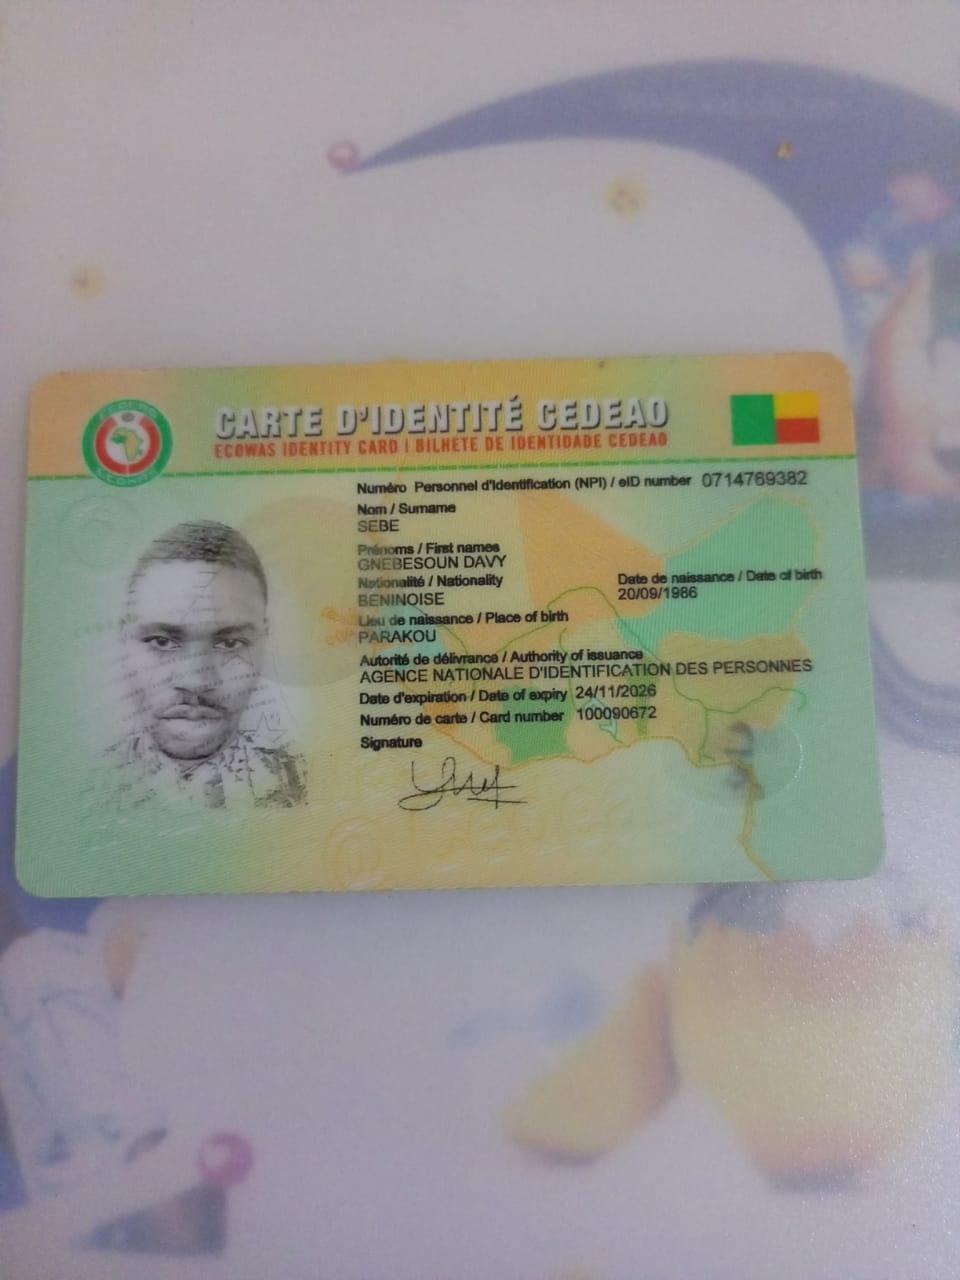 CARTE D'IDENTITÉ CEDEAO
ECOWAS IDENTITY CARD | BILHETE DE IDENTIDADE CEDEAO
CEDEAO
ECOWAS
Numéro Personnel d'Identification (NPI) / eID number 0714769382
Nom / Surname
SEBE
Prénoms / First names
GNEBESOUN DAVY
Nationalité / Nationality
BENINOISE
Date de naissance / Date of birth
20/09/1986
Lieu de naissance / Place of birth
PARAKOU
Autorité de délivrance / Authority of issuance
AGENCE NATIONALE D'IDENTIFICATION DES PERSONNES
Date d'expiration / Date of expiry 24/11/2026
Numéro de carte / Card number 100090672
Signature